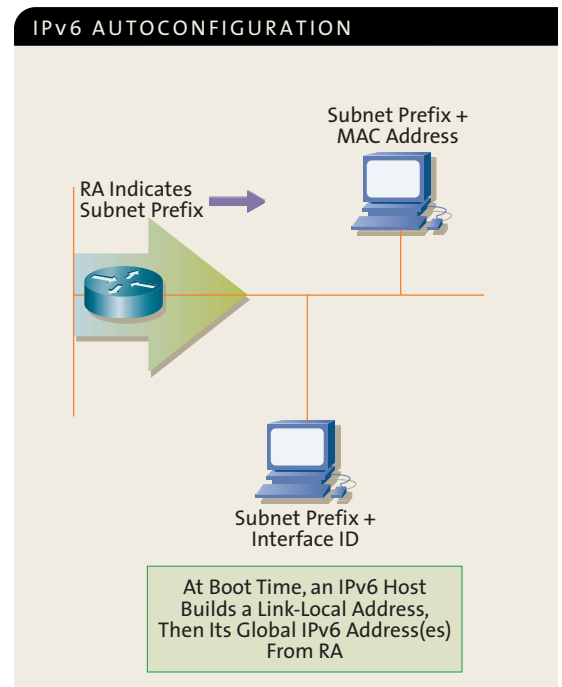 IPv6 AUTOCONFIGURATION
Subnet Prefix +
MAC Address
RA Indicates
Subnet Prefix
Subnet Prefix +
Interface ID
At Boot Time, an IPv6 Host
Builds a Link-Local Address,
Then Its Global IPv6 Address(es)
From RA